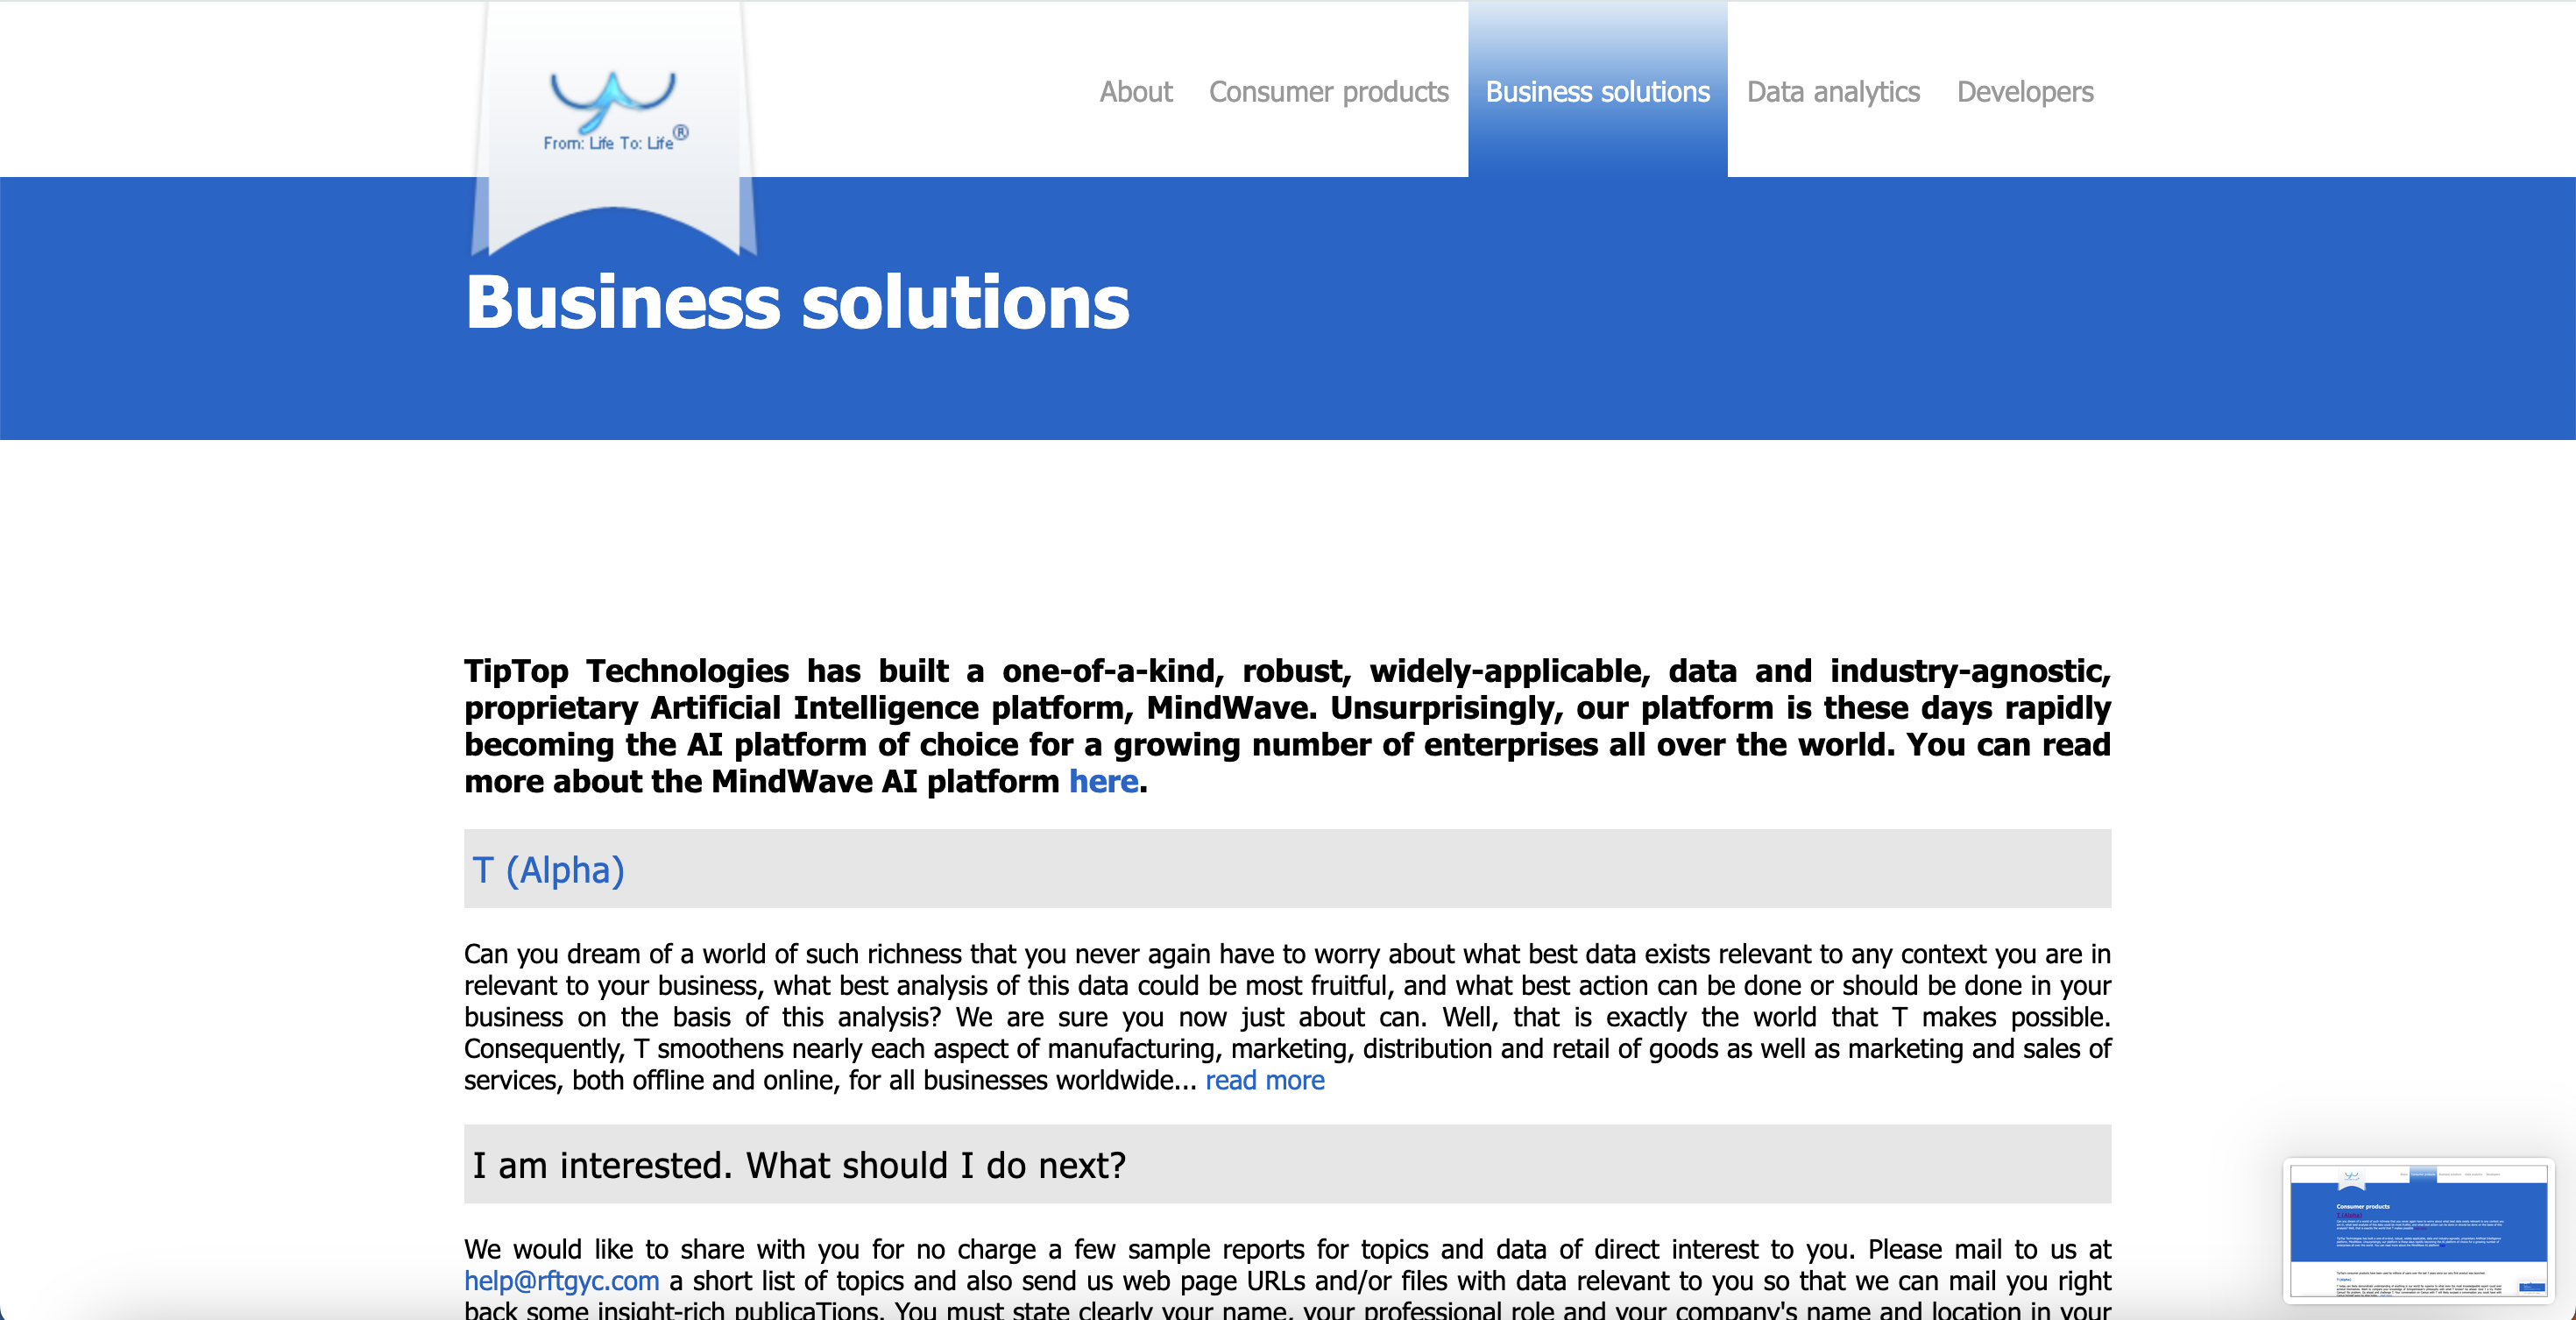 From: Life To: Life®
About Consumer products Business solutions Data analytics Developers
Business solutions
TipTop Technologies has built a one-of-a-kind, robust, widely-applicable, data and industry-agnostic,
proprietary Artificial Intelligence platform, MindWave. Unsurprisingly, our platform is these days rapidly
becoming the AI platform of choice for a growing number of enterprises all over the world. You can read
more about the MindWave AI platform here.
T (Alpha)
Can you dream of a world of such richness that you never again have to worry about what best data exists relevant to any context you are in
relevant to your business, what best analysis of this data could be most fruitful, and what best action can be done or should be done in your
business on the basis of this analysis? We are sure you now just about can. Well, that is exactly the world that T makes possible.
Consequently, T smoothens nearly each aspect of manufacturing, marketing, distribution and retail of goods as well as marketing and sales of
services, both offline and online, for all businesses worldwide... read more
I am interested. What should I do next?
We would like to share with you for no charge a few sample reports for topics and data of direct interest to you. Please mail to us at
help@rftgyc.com a short list of topics and also send us web page URLs and/or files with data relevant to you so that we can mail you right
back some insight-rich publicaTions. You must state clearly your name, your professional role and your company's name and location in your
Consumer products